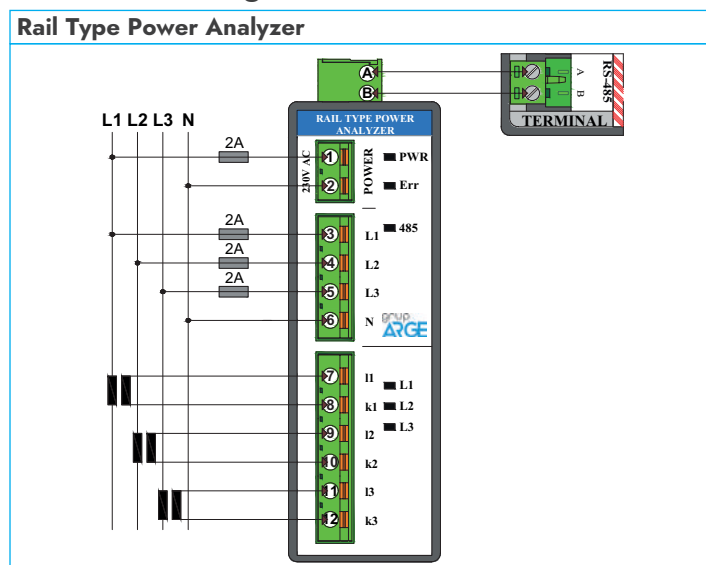 Rail Type Power Analyzer
A
B
A
B
RS-485
TERMINAL
L1 L2 L3 N
RAIL TYPE POWER
ANALYZER
2A
230V AC
1
2
POWER
PWR
Err
2A
2A
2A
3
4
5
6
L1
L2
L3
N
485
grup
ARGE
7
8
9
10
11
12
l1
k1
l2
k2
l3
k3
L1
L2
L3